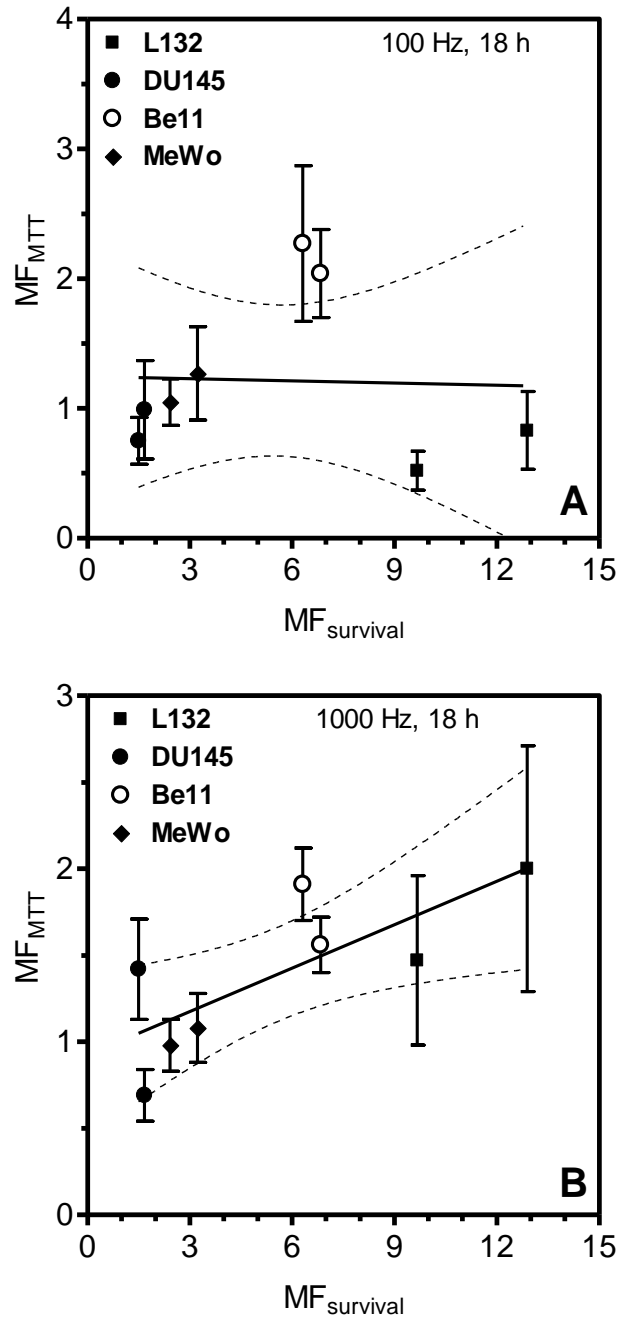 4
L132
100 Hz, 18 h
DU145
Be11
3
MeWo
MF_MTT
2
1
A
0
0 3 6 9 12 15
MF_survival
3
L132
1000 Hz, 18 h
DU145
Be11
MeWo
2
MF_MTT
1
B
0
0 3 6 9 12 15
MF_survival